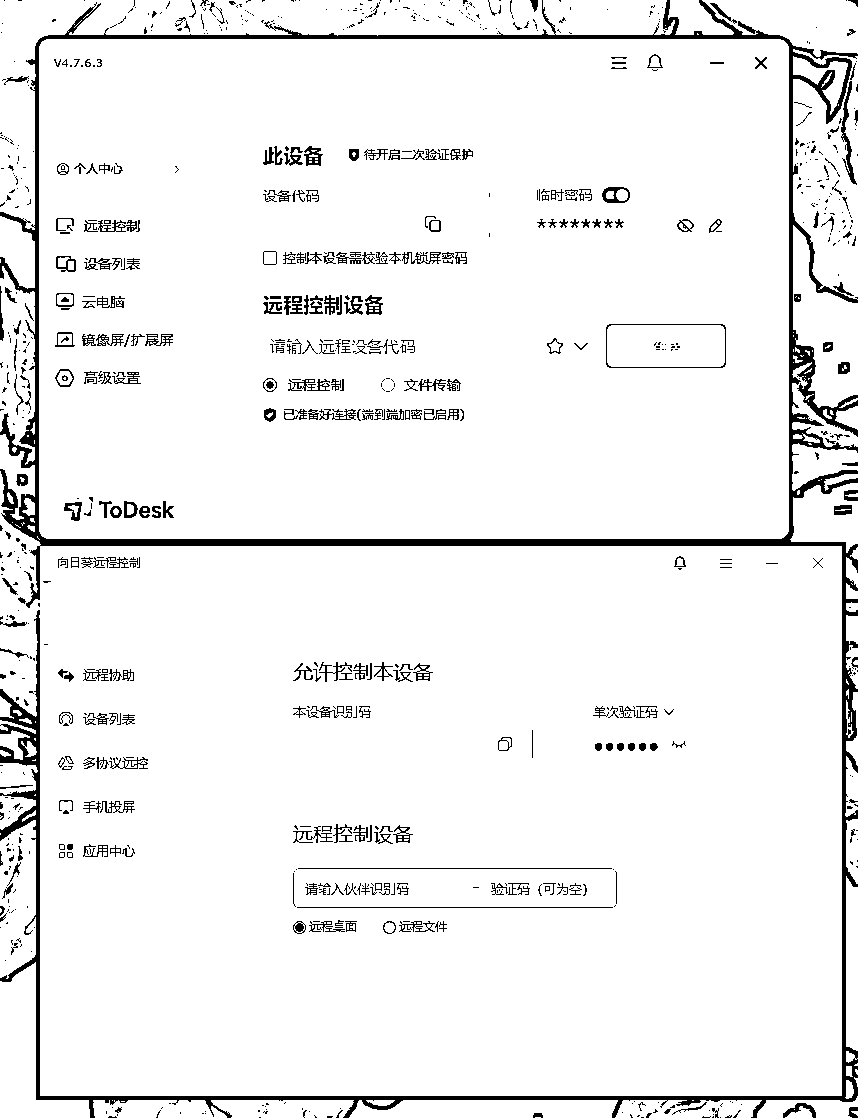 V4.7.6.3
个人中心
远程控制
设备列表
云电脑
镜像屏/扩展屏
高级设置
ToDesk
此设备 待开启二次验证保护
设备代码
临时密码
********
控制本设备需校验本机锁屏密码
远程控制设备
请输入远程设备代码
远程控制 文件传输
已准备好连接(端到端加密已启用)
向日葵远程控制
远程协助
设备列表
多协议远控
手机投屏
应用中心
允许控制本设备
本设备识别码
单次验证码
●●●●●●
远程控制设备
请输入伙伴识别码 - 验证码（可为空）
远程桌面 远程文件